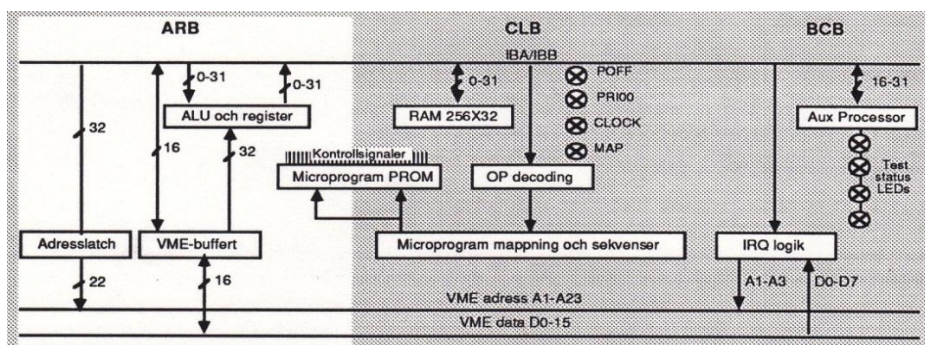 ARB CLB BCB
IBA/IBB
0-31 0-31 0-31 POFF 16-31
PRI00
ALU och register RAM 256X32 CLOCK Aux Processor
32 16 32 Kontrollsignaler MAP
Microprogram PROM OP decoding Test status LEDs
Adresslatch VME-buffert Microprogram mappning och sekvenser IRQ logik
22 16 A1-A3 D0-D7
VME adress A1-A23
VME data D0-15